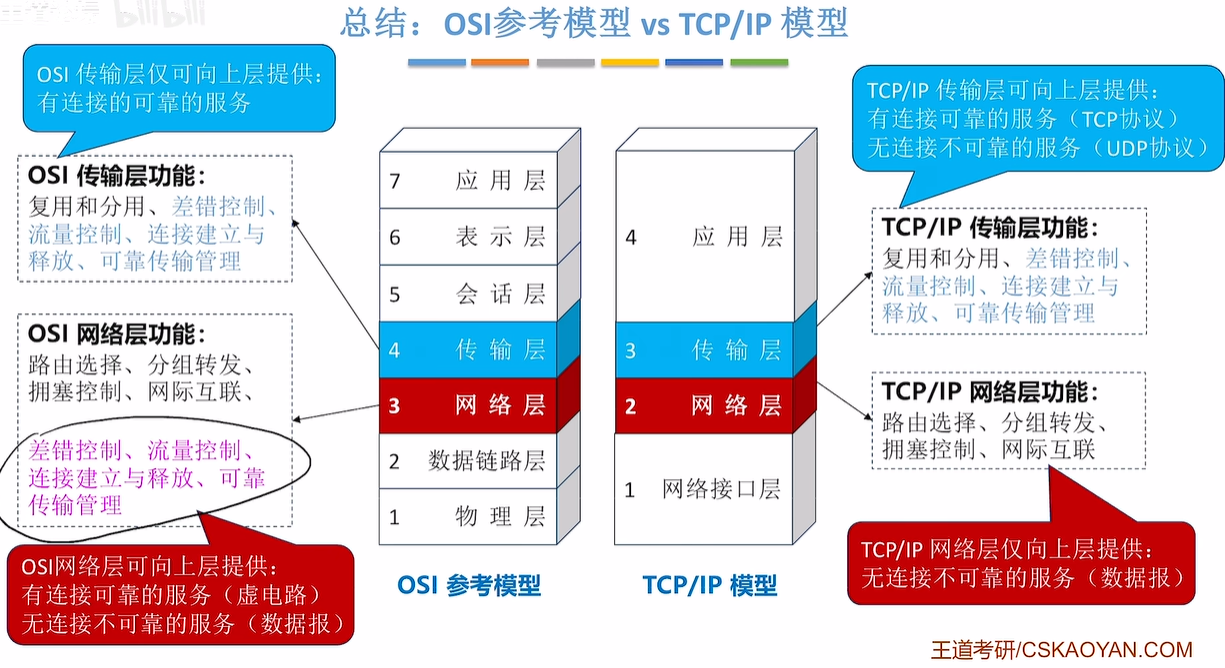 总结：OSI参考模型 vs TCP/IP 模型
OSI 传输层仅可向上层提供：
有连接的可靠的服务
OSI 传输层功能：
复用和分用、差错控制、
流量控制、连接建立与
释放、可靠传输管理
OSI 网络层功能：
路由选择、分组转发、
拥塞控制、网际互联、
差错控制、流量控制、
连接建立与释放、可靠
传输管理
OSI网络层可向上层提供：
有连接可靠的服务（虚电路）
无连接不可靠的服务（数据报）
7 应用层
6 表示层
5 会话层
4 传输层
3 网络层
2 数据链路层
1 物理层
OSI 参考模型
4 应用层
3 传输层
2 网络层
1 网络接口层
TCP/IP 模型
TCP/IP 传输层可向上层提供：
有连接可靠的服务（TCP协议）
无连接不可靠的服务（UDP协议）
TCP/IP 传输层功能：
复用和分用、差错控制、
流量控制、连接建立与
释放、可靠传输管理
TCP/IP 网络层功能：
路由选择、分组转发、
拥塞控制、网际互联
TCP/IP 网络层仅向上层提供：
无连接不可靠的服务（数据报）
王道考研/CSKAOYAN.COM